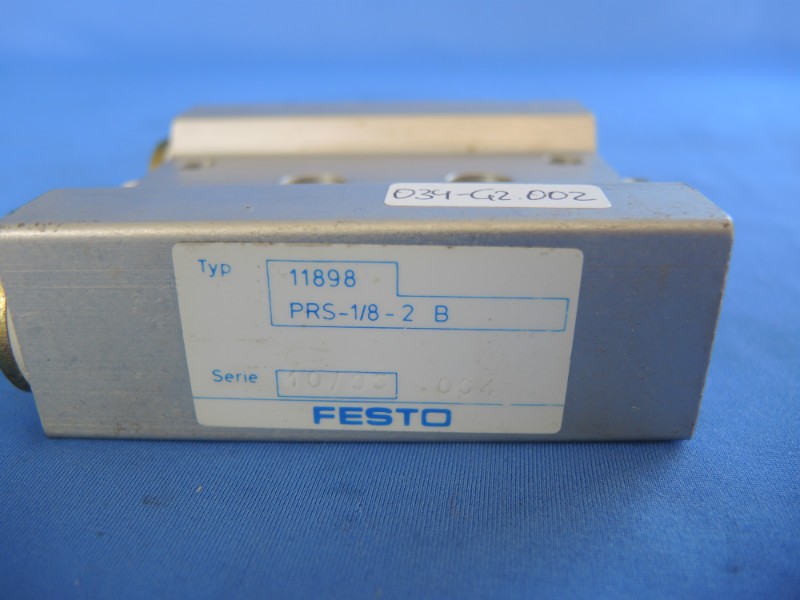 034-G2.002
Typ 11898
PRS-1/8-2 B
Serie
FESTO